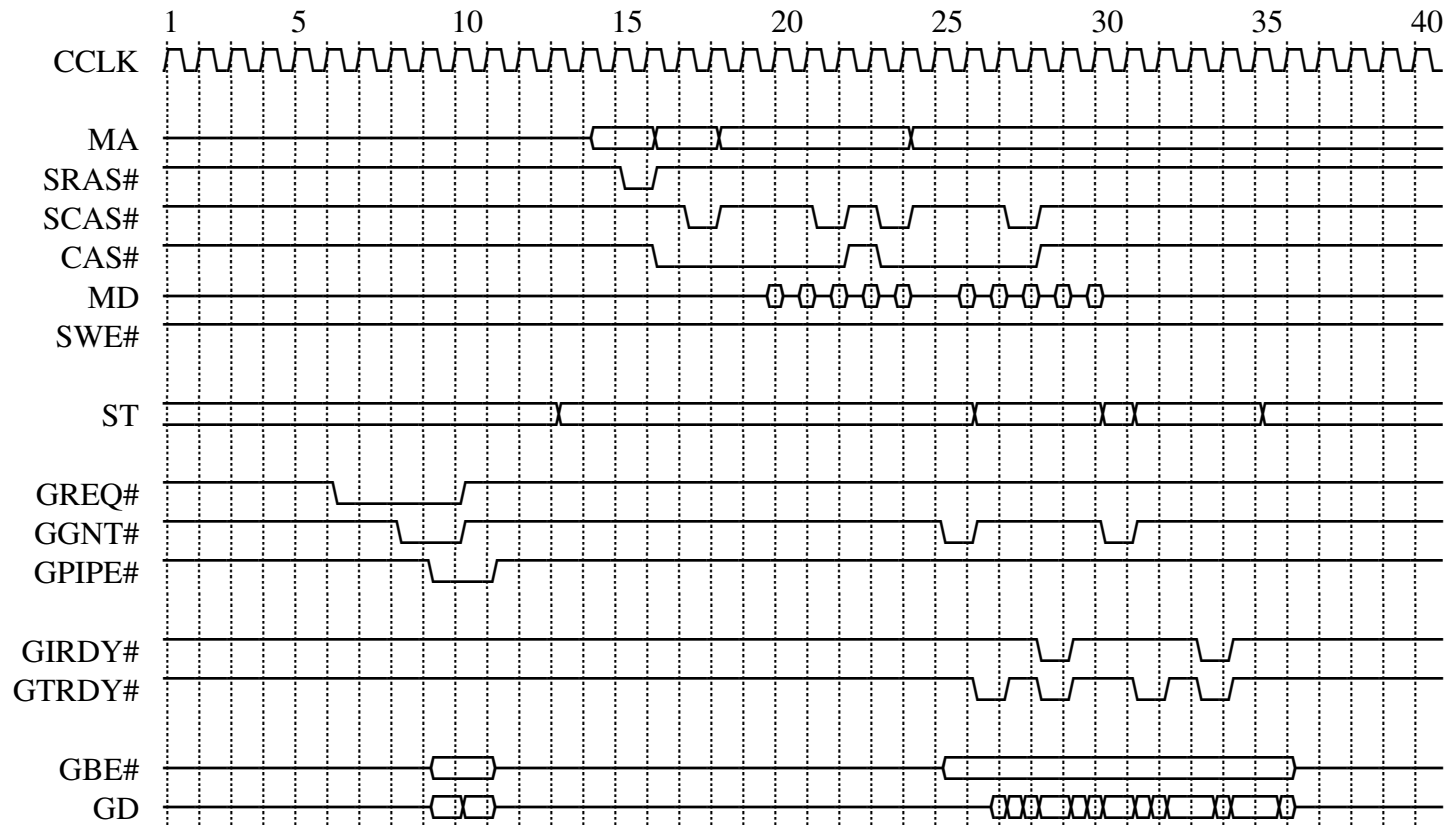 1 5 10 15 20 25 30 35 40
CCLK
MA
SRAS#
SCAS#
CAS#
MD
SWE#
ST
GREQ#
GGNT#
GPIPE#
GIRDY#
GTRDY#
GBE#
GD